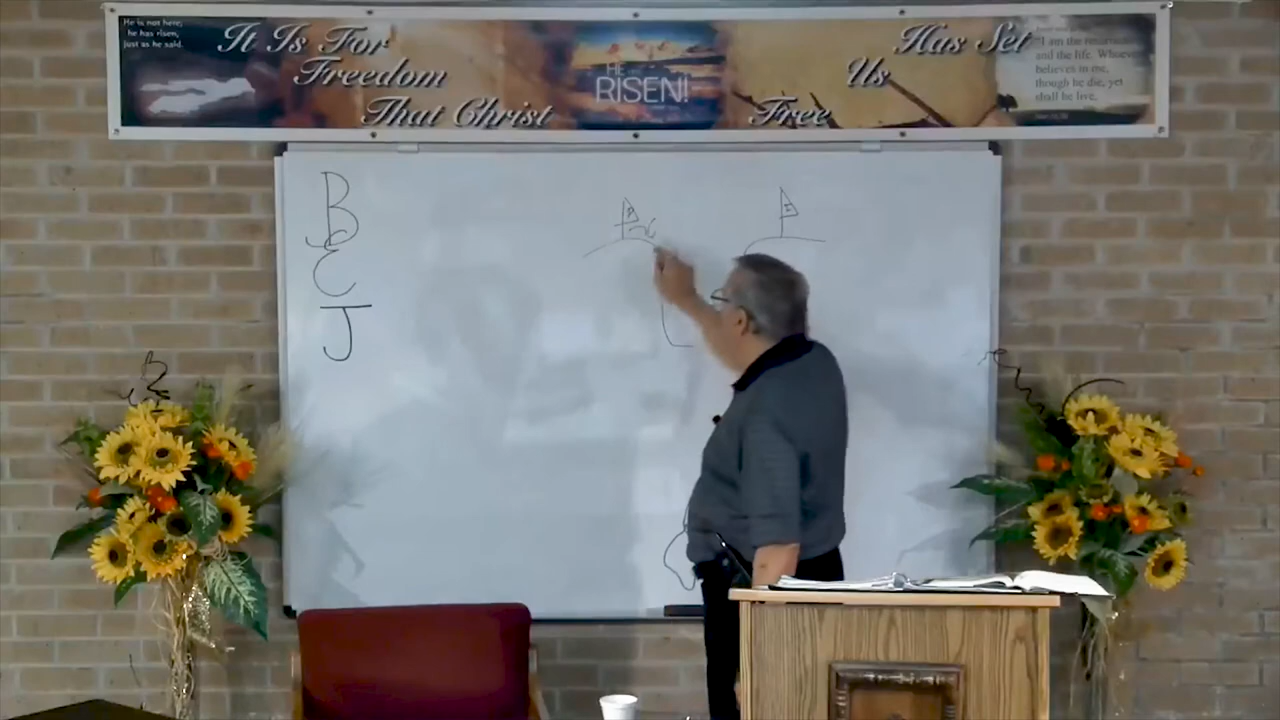 He is not here;
he has risen,
just as he said.
It Is For
Freedom
That Christ
HE
RISEN!
Has Set
Us
Free
"I am the resurrection
and the life. Whoever
believes in me,
though he die, yet
shall he live.
B
C
J